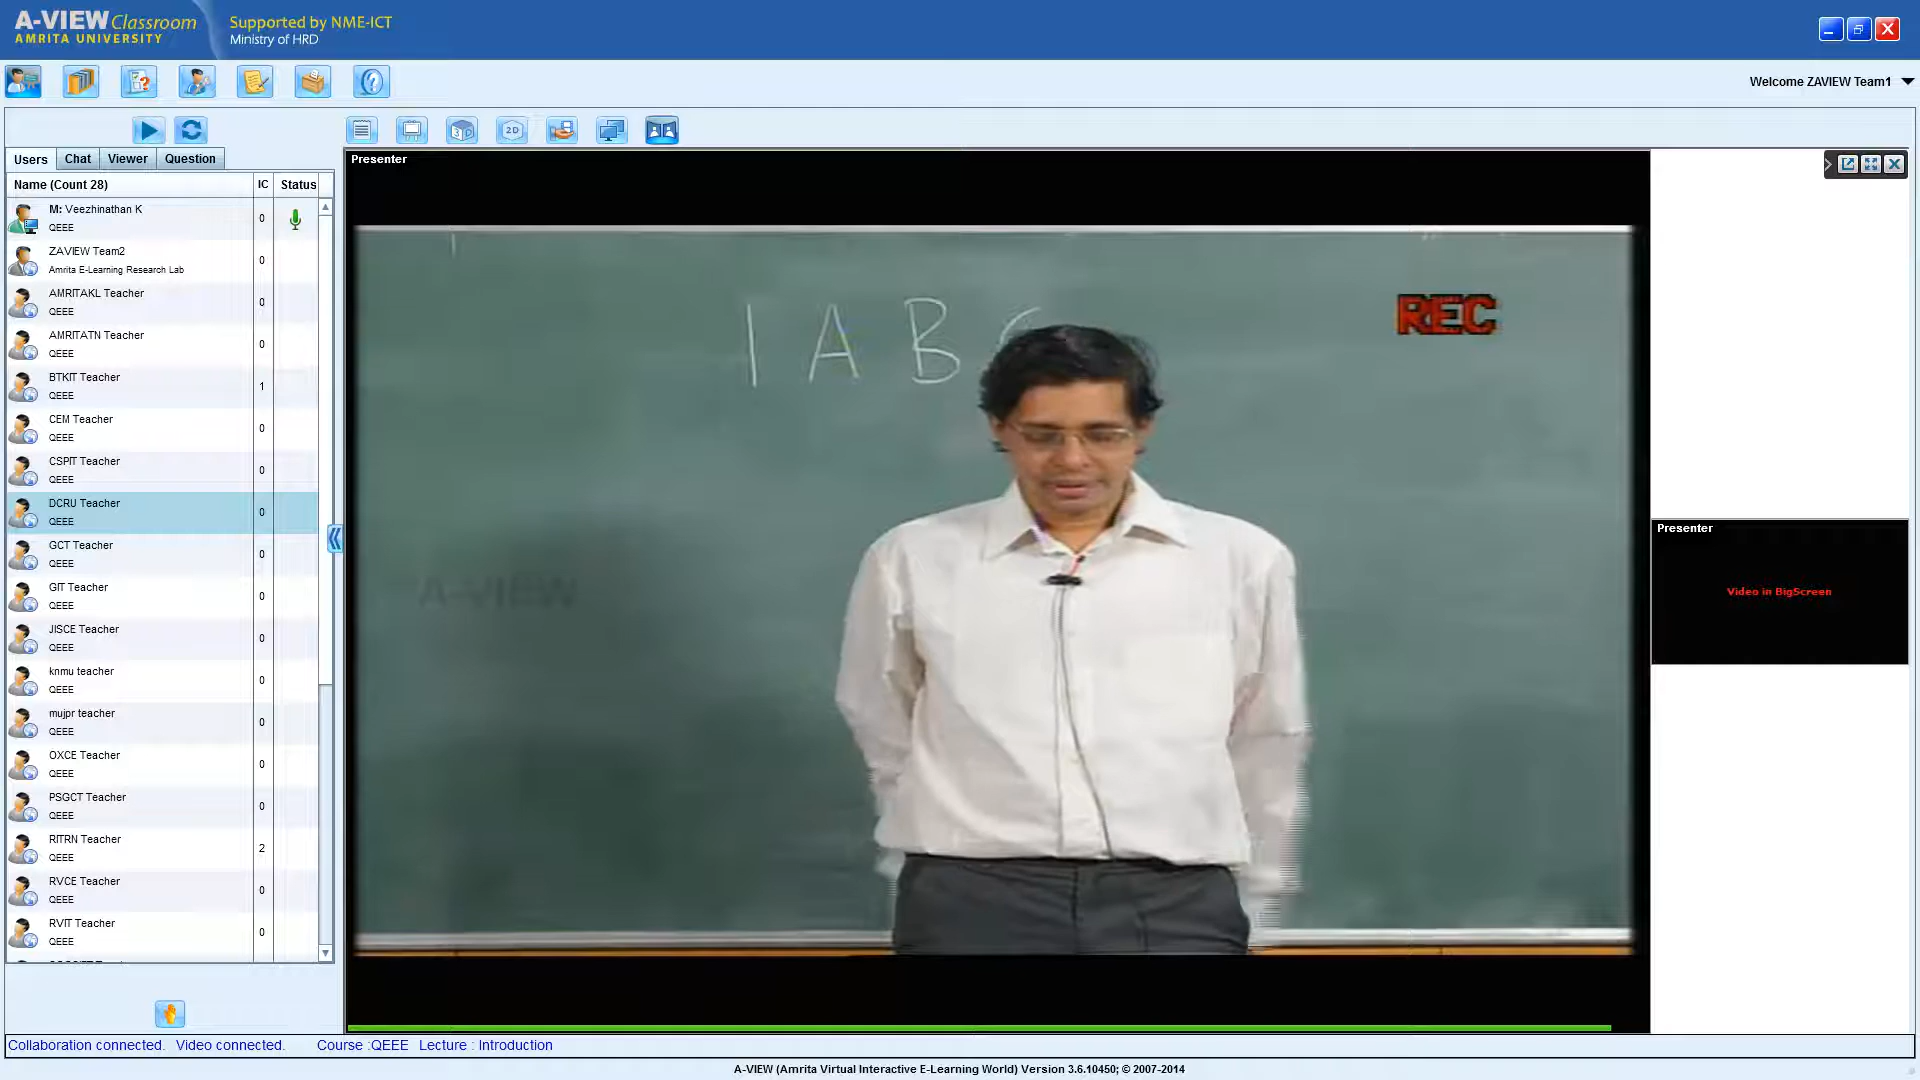 A-VIEW Classroom
AMRITA UNIVERSITY
Supported by NME-ICT
Ministry of HRD
Welcome ZAVIEW Team1
3D
2D
Users Chat Viewer Question
Name (Count 28) IC Status
M: Veezhinathan K
QEEE
0
ZAVIEW Team2
Amrita E-Learning Research Lab
0
AMRITAKL Teacher
QEEE
0
AMRITATN Teacher
QEEE
0
BTKIT Teacher
QEEE
1
CEM Teacher
QEEE
0
CSPIT Teacher
QEEE
0
DCRU Teacher
QEEE
0
GCT Teacher
QEEE
0
GIT Teacher
QEEE
0
JISCE Teacher
QEEE
0
knmu teacher
QEEE
0
mujpr teacher
QEEE
0
OXCE Teacher
QEEE
0
PSGCT Teacher
QEEE
0
RITRN Teacher
QEEE
2
RVCE Teacher
QEEE
0
RVIT Teacher
QEEE
0
Presenter
1 A B
REC
A-VIEW
Presenter
Video in BigScreen
Collaboration connected. Video connected. Course :QEEE Lecture : Introduction
A-VIEW (Amrita Virtual Interactive E-Learning World) Version 3.6.10450; © 2007-2014